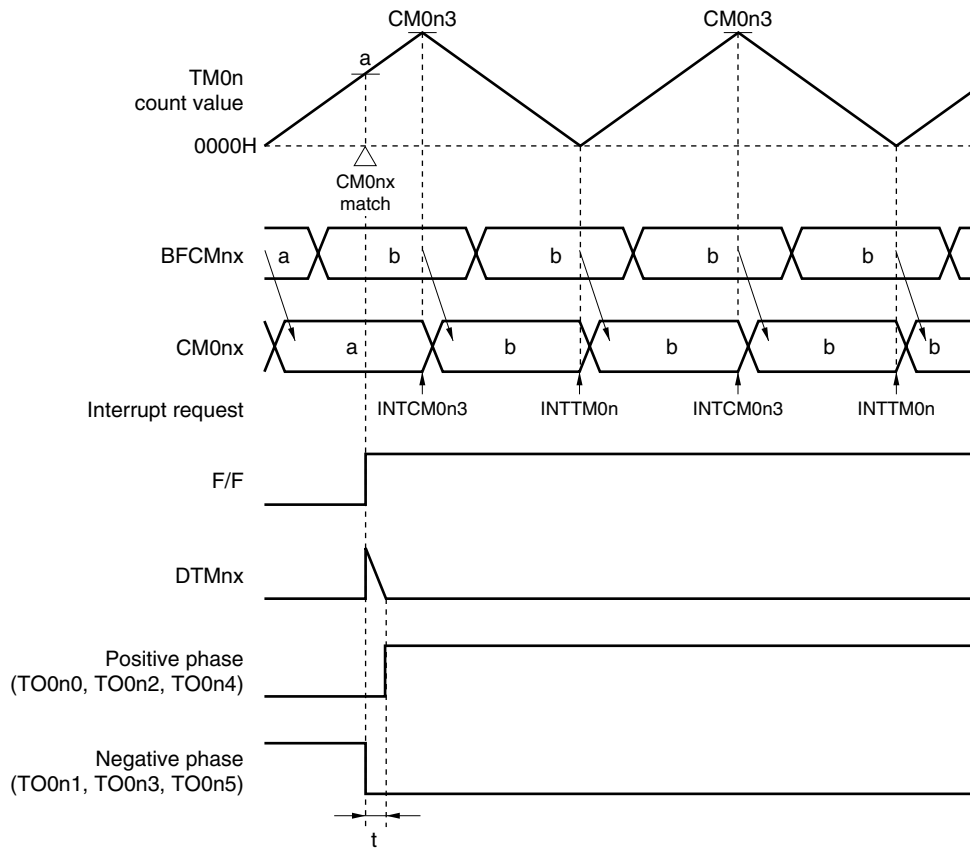 CM0n3 CM0n3
a
TM0n
count value
0000H
CM0nx
match
BFCMnx a b b b b
CM0nx a b b b b
Interrupt request INTCM0n3 INTTM0n INTCM0n3 INTTM0n
F/F
DTMnx
Positive phase
(TO0n0, TO0n2, TO0n4)
Negative phase
(TO0n1, TO0n3, TO0n5)
t